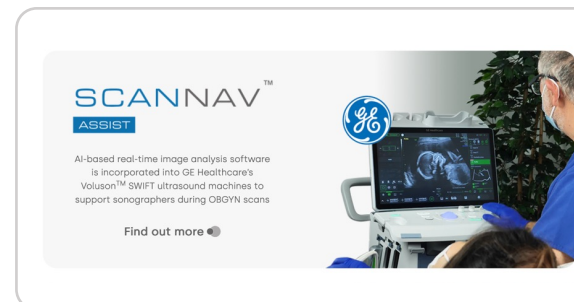 SCANNAV™
ASSIST
AI-based real-time image analysis software
is incorporated into GE Healthcare's
Voluson™ SWIFT ultrasound machines to
support sonographers during OBGYN scans
Find out more
GE